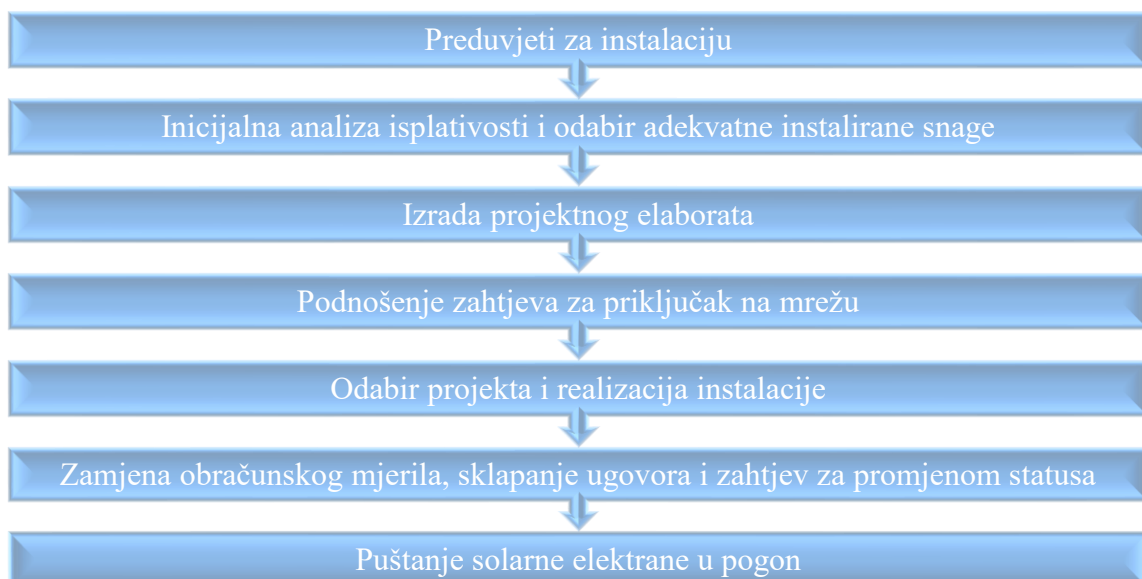 Preduvjeti za instalaciju
Inicijalna analiza isplativosti i odabir adekvatne instalirane snage
Izrada projektnog elaborata
Podnošenje zahtjeva za priključak na mrežu
Odabir projekta i realizacija instalacije
Zamjena obračunskog mjerila, sklapanje ugovora i zahtjev za promjenom statusa
Puštanje solarne elektrane u pogon